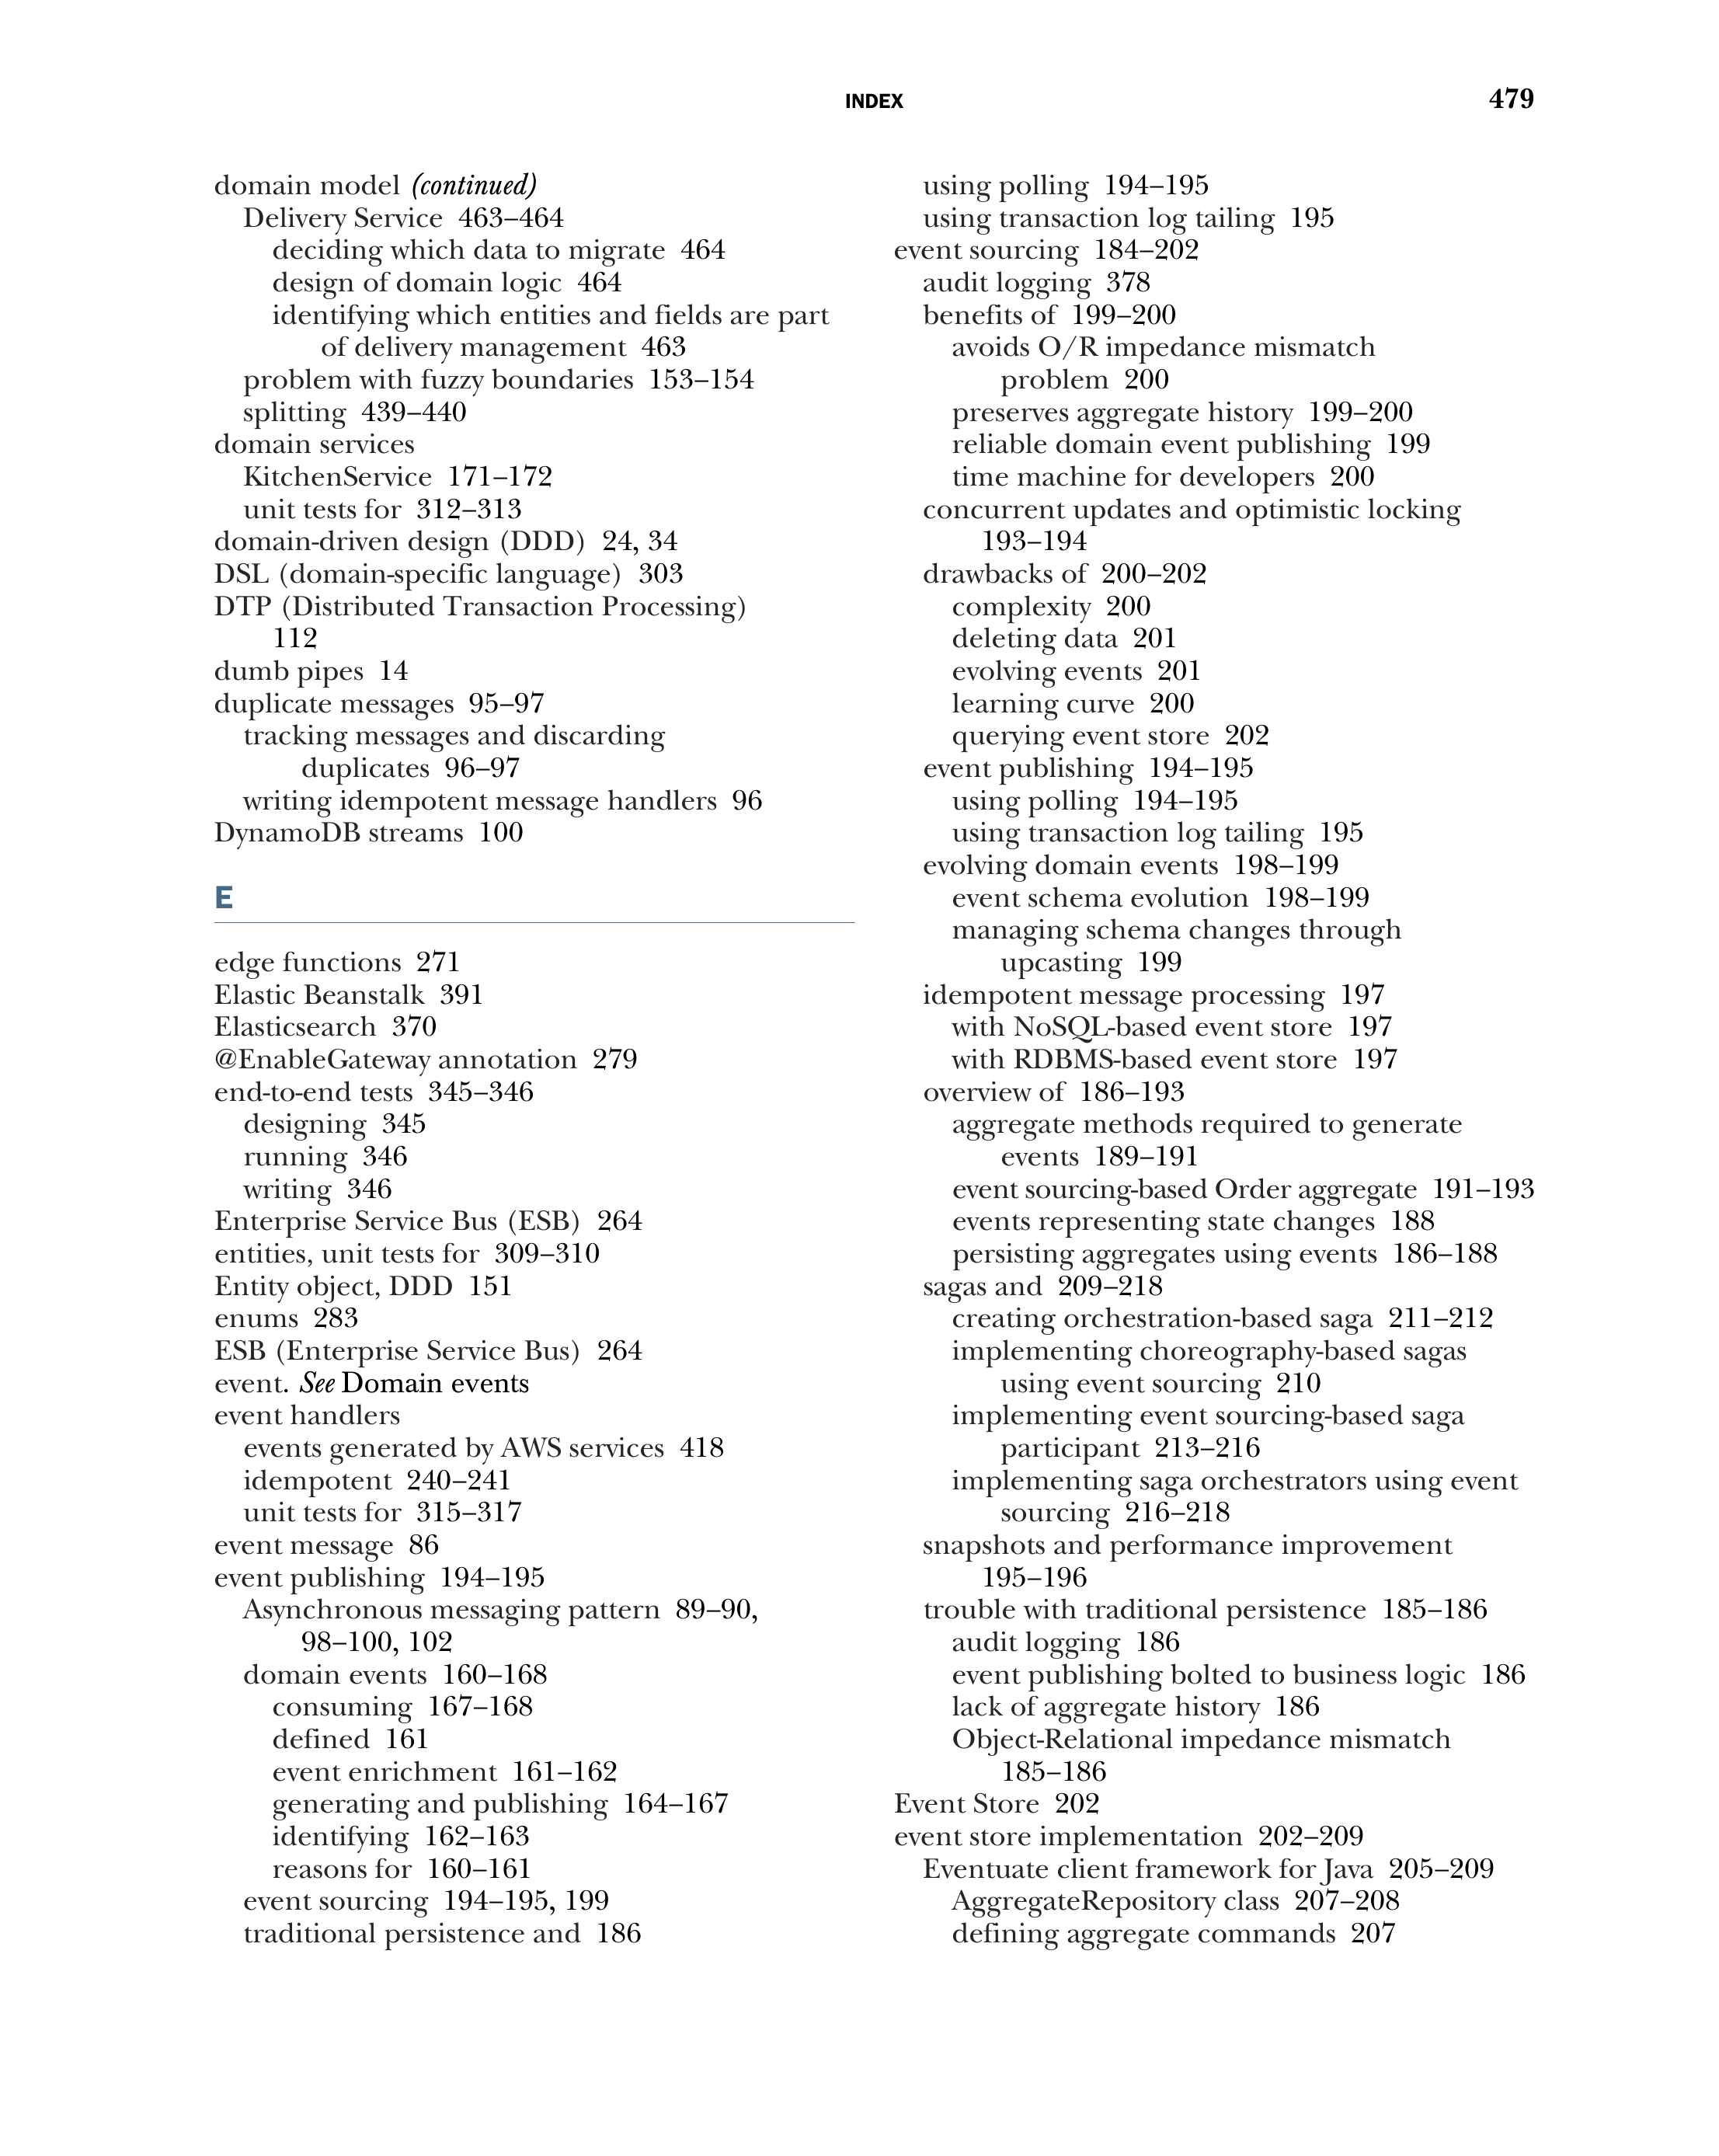 INDEX
479
domain model (continued)
Delivery Service 463–464
deciding which data to migrate 464
design of domain logic 464
identifying which entities and fields are part
of delivery management 463
problem with fuzzy boundaries 153–154
splitting 439–440
domain services
KitchenService 171–172
unit tests for 312–313
domain-driven design (DDD) 24, 34
DSL (domain-specific language) 303
DTP (Distributed Transaction Processing)
112
dumb pipes 14
duplicate messages 95–97
tracking messages and discarding
duplicates 96–97
writing idempotent message handlers 96
DynamoDB streams 100
E
edge functions 271
Elastic Beanstalk 391
Elasticsearch 370
@EnableGateway annotation 279
end-to-end tests 345–346
designing 345
running 346
writing 346
Enterprise Service Bus (ESB) 264
entities, unit tests for 309–310
Entity object, DDD 151
enums 283
ESB (Enterprise Service Bus) 264
event. See Domain events
event handlers
events generated by AWS services 418
idempotent 240–241
unit tests for 315–317
event message 86
event publishing 194–195
Asynchronous messaging pattern 89–90,
98–100, 102
domain events 160–168
consuming 167–168
defined 161
event enrichment 161–162
generating and publishing 164–167
identifying 162–163
reasons for 160–161
event sourcing 194–195, 199
traditional persistence and 186
using polling 194–195
using transaction log tailing 195
event sourcing 184–202
audit logging 378
benefits of 199–200
avoids O/R impedance mismatch
problem 200
preserves aggregate history 199–200
reliable domain event publishing 199
time machine for developers 200
concurrent updates and optimistic locking
193–194
drawbacks of 200–202
complexity 200
deleting data 201
evolving events 201
learning curve 200
querying event store 202
event publishing 194–195
using polling 194–195
using transaction log tailing 195
evolving domain events 198–199
event schema evolution 198–199
managing schema changes through
upcasting 199
idempotent message processing 197
with NoSQL-based event store 197
with RDBMS-based event store 197
overview of 186–193
aggregate methods required to generate
events 189–191
event sourcing-based Order aggregate 191–193
events representing state changes 188
persisting aggregates using events 186–188
sagas and 209–218
creating orchestration-based saga 211–212
implementing choreography-based sagas
using event sourcing 210
implementing event sourcing-based saga
participant 213–216
implementing saga orchestrators using event
sourcing 216–218
snapshots and performance improvement
195–196
trouble with traditional persistence 185–186
audit logging 186
event publishing bolted to business logic 186
lack of aggregate history 186
Object-Relational impedance mismatch
185–186
Event Store 202
event store implementation 202–209
Eventuate client framework for Java 205–209
AggregateRepository class 207–208
defining aggregate commands 207